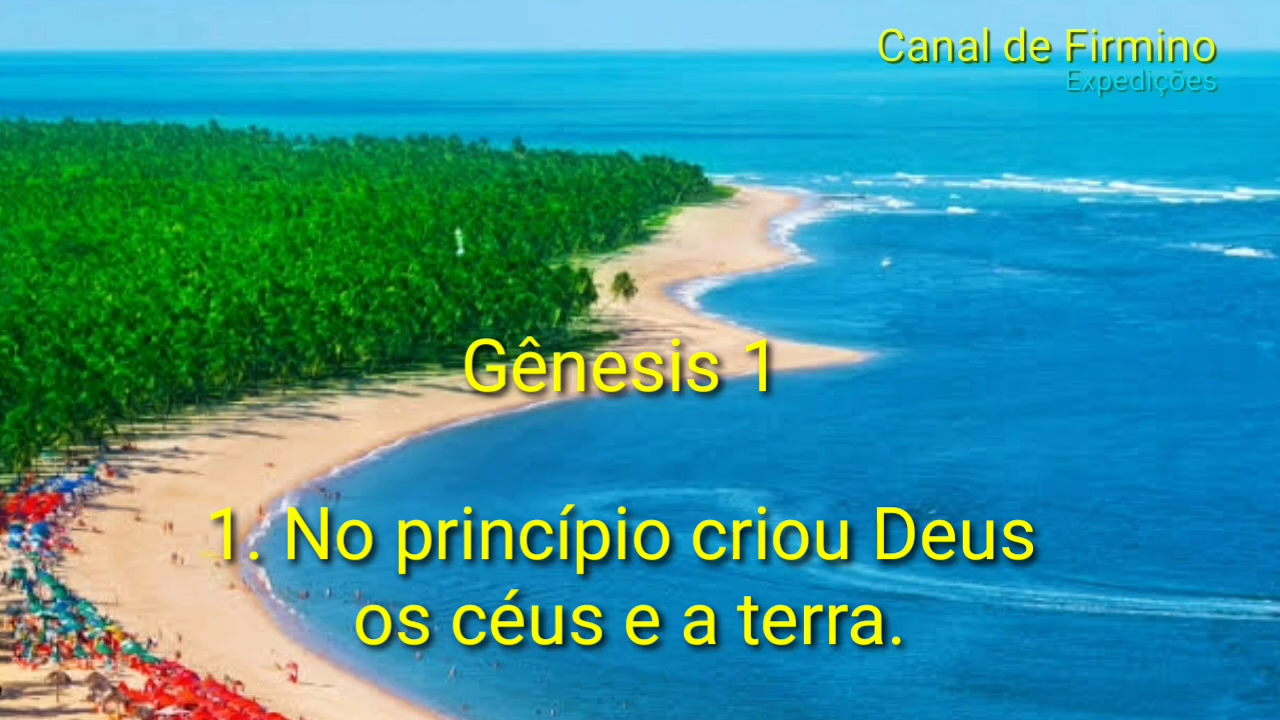 Canal de Firmino
Expedições
Gênesis 1
1. No princípio criou Deus
os céus e a terra.